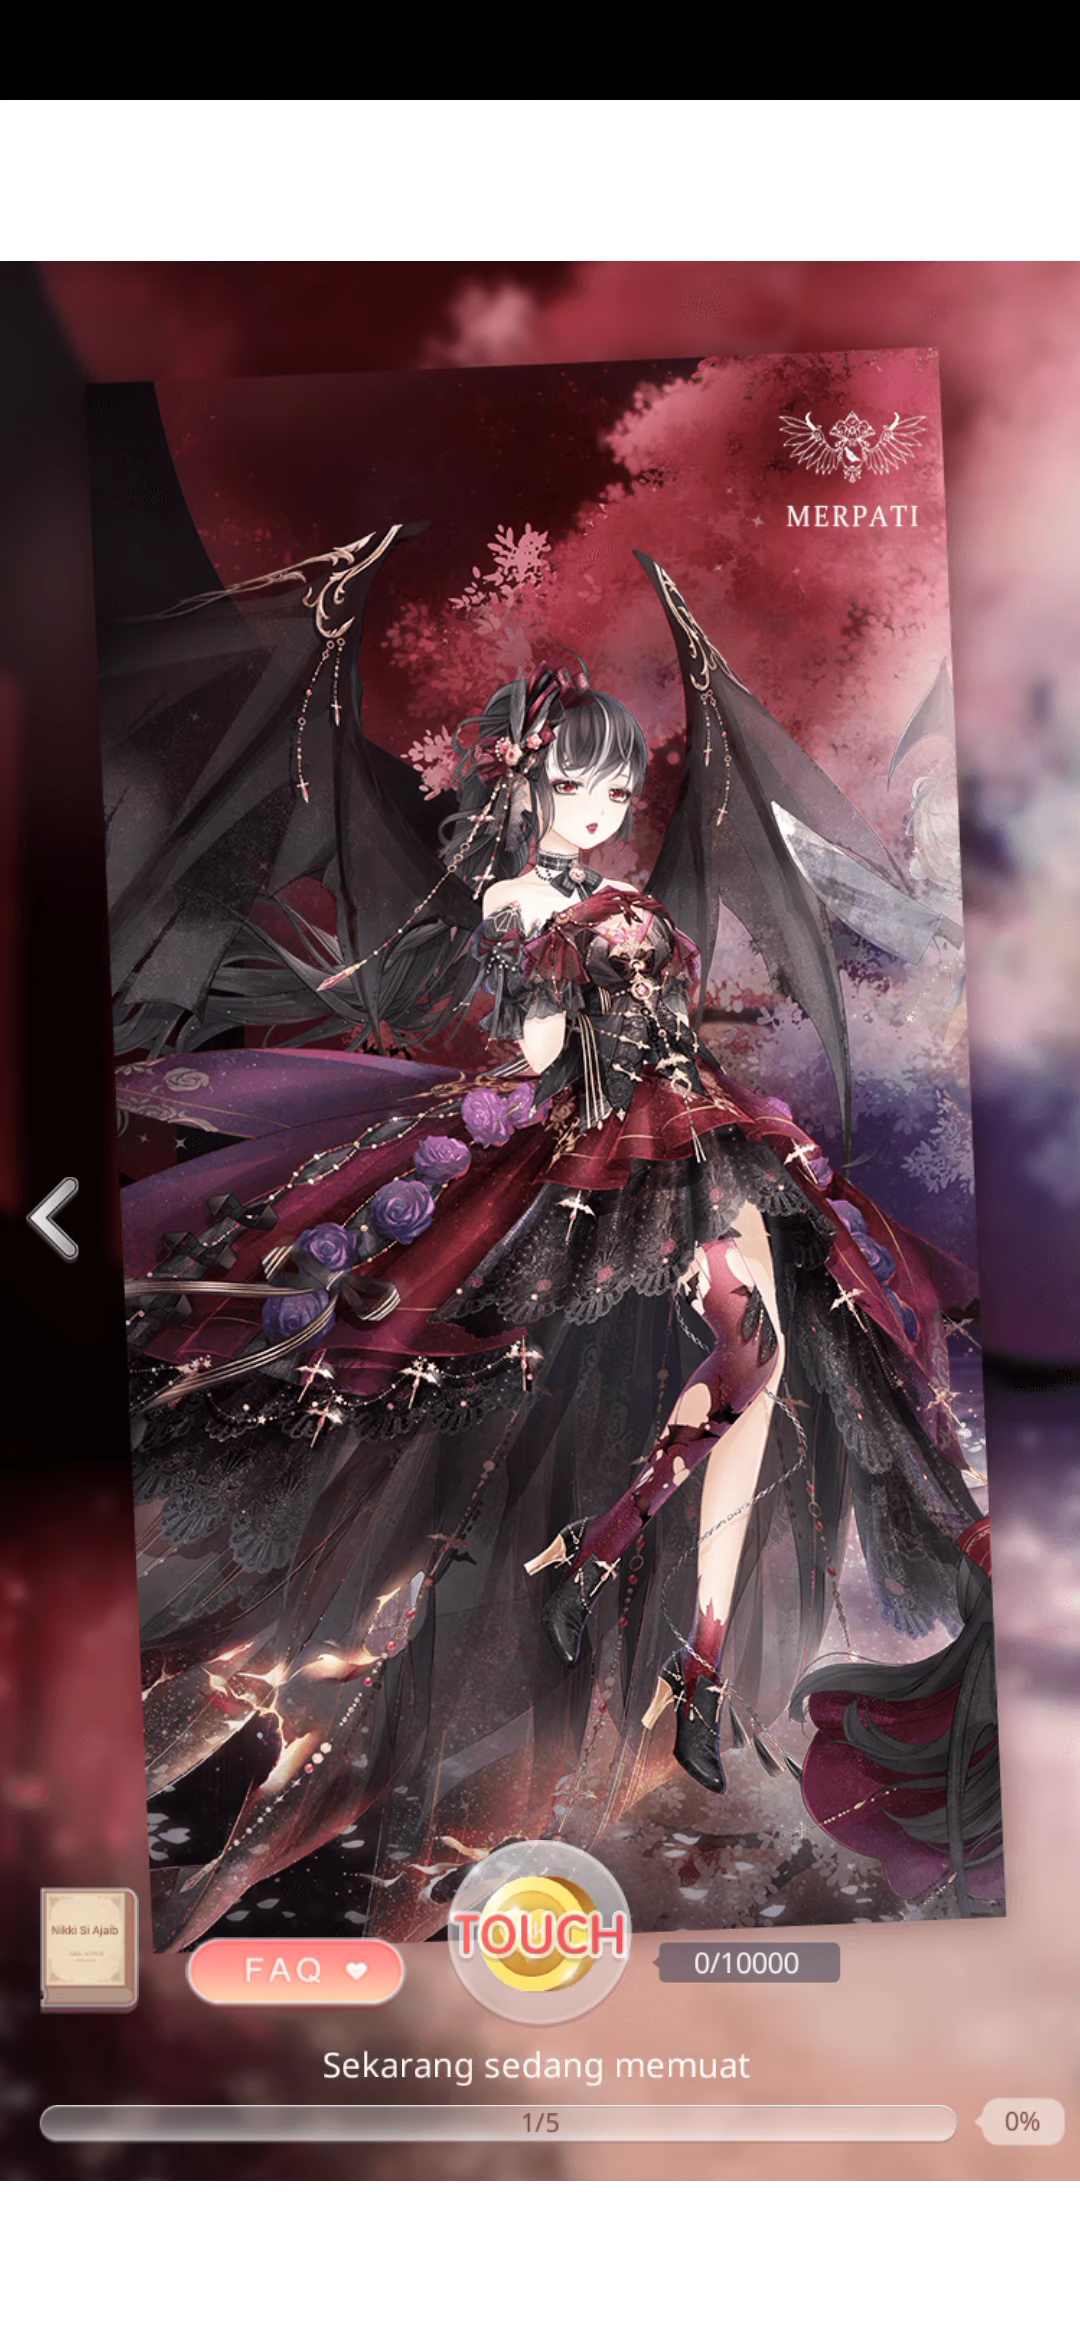 MERPATI
Nikki Si Ajaib
FAQ
TOUCH
0/10000
Sekarang sedang memuat
1/5
0%